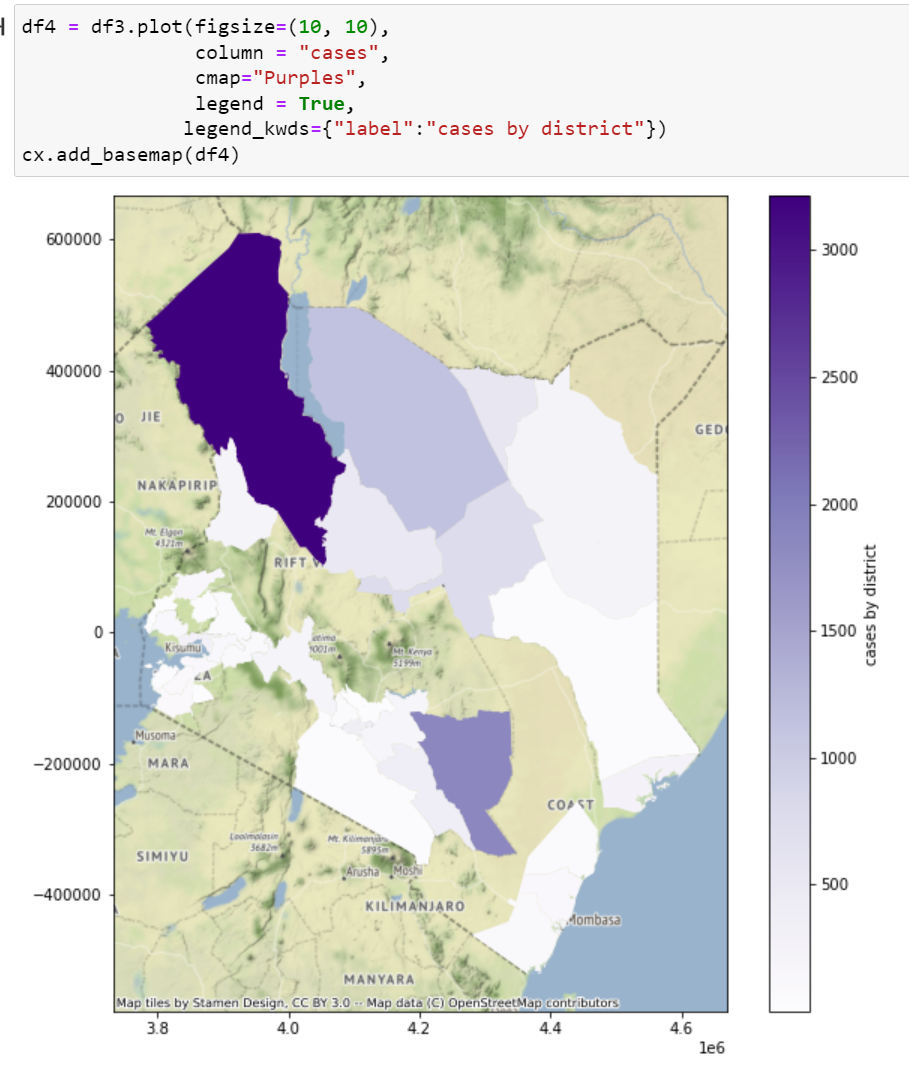 df4 = df3.plot(figsize=(10, 10),
column = "cases",
cmap="Purples",
legend = True,
legend_kwds={"label":"cases by district"})
cx.add_basemap(df4)
600000
400000
200000
0
−200000
−400000
JIE
NAKAPIRIP
Mt. Elgon
4321m
RIFT V
Kisumu
Mt. Kenya
5199m
Musoma
MARA
Loolmalasin
3682m
SIMIYU
Mt. Kilimanjaro
5895m
Arusha
Moshi
KILIMANJARO
MANYARA
COAST
Mombasa
GED
Map tiles by Stamen Design, CC BY 3.0 -- Map data (C) OpenStreetMap contributors
3.8
4.0
4.2
4.4
4.6
1e6
3000
2500
2000
1500
1000
500
cases by district